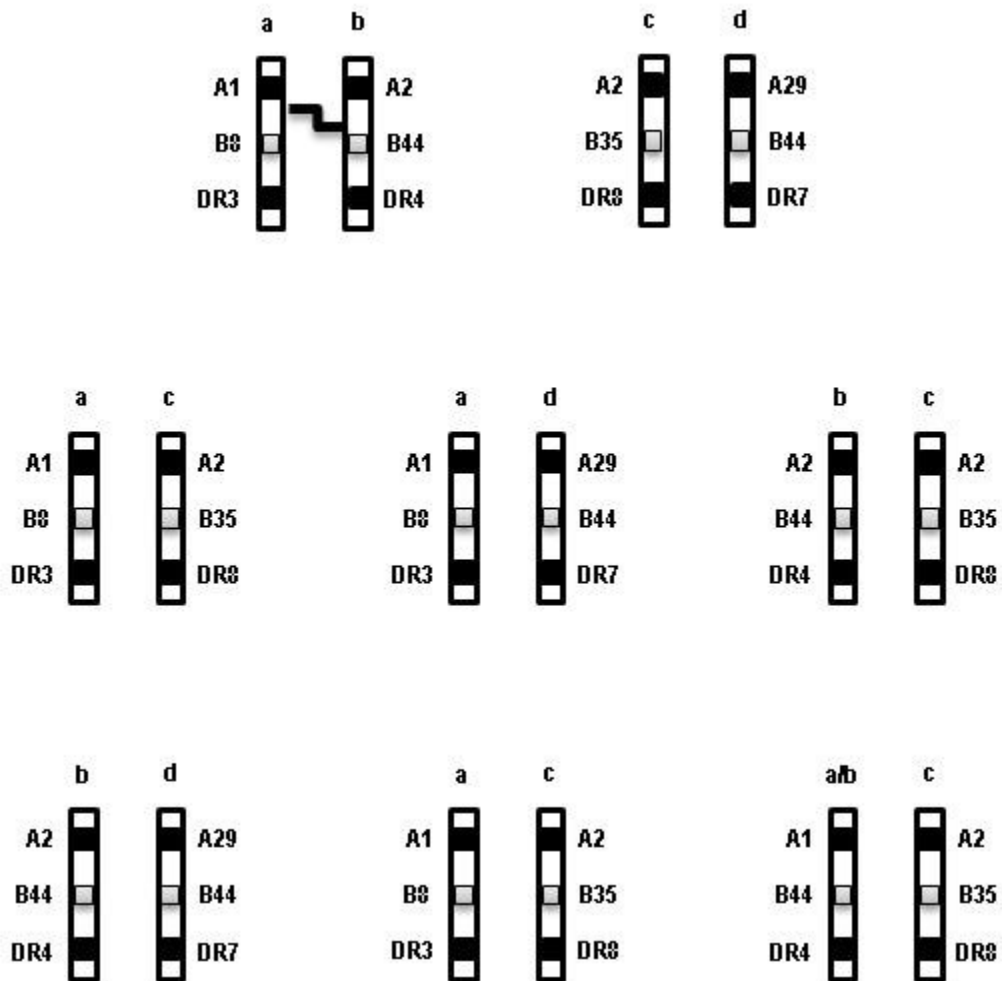 a b c d
A1 A2 A2 A29
B8 B44 B35 B44
DR3 DR4 DR8 DR7
a c a d b c
A1 A2 A1 A29 A2 A2
B8 B35 B8 B44 B44 B35
DR3 DR8 DR3 DR7 DR4 DR8
b d a c a/b c
A2 A29 A1 A2 A1 A2
B44 B44 B8 B35 B44 B35
DR4 DR7 DR3 DR8 DR4 DR8